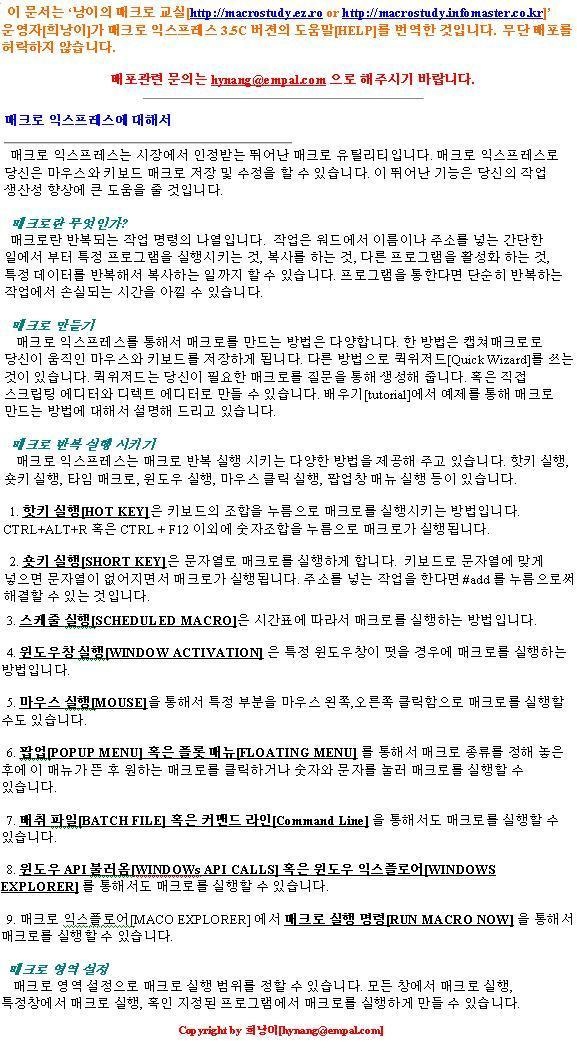 이 문서는 ‘낭이의 매크로 교실[http://macrostudy.ez.ro or http://macrostudy.infomaster.co.kr]’
운영자[희낭이]가 매크로 익스프레스 3.5C 버젼의 도움말[HELP]를 번역한 것입니다. 무단 배포를
허락하지 않습니다.
배포관련 문의는 hynang@empal.com 으로 해주시기 바랍니다.
매크로 익스프레스에 대해서
매크로 익스프레스는 시장에서 인정받는 뛰어난 매크로 유틸리티입니다. 매크로 익스프레스로
당신은 마우스와 키보드 매크로 저장 및 수정을 할 수 있습니다. 이 뛰어난 기능은 당신의 작업
생산성 향상에 큰 도움을 줄 것입니다.
매크로란 무엇인가?
매크로란 반복되는 작업 명령의 나열입니다. 작업은 워드에서 이름이나 주소를 넣는 간단한
일에서 부터 특정 프로그램을 실행시키는 것, 복사를 하는 것, 다른 프로그램을 활성화 하는 것,
특정 데이터를 반복해서 복사하는 일까지 할 수 있습니다. 프로그램을 통한다면 단순히 반복하는
작업에서 손실되는 시간을 아낄 수 있습니다.
매크로 만들기
매크로 익스프레스를 통해서 매크로를 만드는 방법은 다양합니다. 한 방법은 캡쳐매크로로
당신이 움직인 마우스와 키보드를 저장하게 됩니다. 다른 방법으로 퀵위저드[Quick Wizard]를 쓰는
것이 있습니다. 퀵위저드는 당신이 필요한 매크로를 질문을 통해 생성해 줍니다. 혹은 직접
스크립팅 에디터와 디렉트 에디터로 만들 수 있습니다. 배우기[tutorial]에서 예제를 통해 매크로
만드는 방법에 대해서 설명해 드리고 있습니다.
매크로 반복 실행 시키기
매크로 익스프레스는 매크로 반복 실행 시키는 다양한 방법을 제공해 주고 있습니다. 핫키 실행,
숏키 실행, 타임 매크로, 윈도우 실행, 마우스 클릭 실행, 팝업창 매뉴 실행 등이 있습니다.
1. 핫키 실행[HOT KEY]은 키보드의 조합을 누름으로 매크로를 실행시키는 방법입니다.
CTRL+ALT+R 혹은 CTRL + F12 이외에 숫자조합을 누름으로 매크로가 실행됩니다.
2. 숏키 실행[SHORT KEY]은 문자열로 매크로를 실행하게 합니다. 키보드로 문자열에 맞게
넣으면 문자열이 없어지면서 매크로가 실행됩니다. 주소를 넣는 작업을 한다면 #add 를 누름으로써
해결할 수 있는 것입니다.
3. 스케줄 실행[SCHEDULED MACRO]은 시간표에 따라서 매크로를 실행하는 방법입니다.
4. 윈도우창 실행[WINDOW ACTIVATION] 은 특정 윈도우창이 떳을 경우에 매크로를 실행하는
방법입니다.
5. 마우스 실행[MOUSE]을 통해서 특정 부분을 마우스 왼쪽,오른쪽 클릭함으로 매크로를 실행할
수도 있습니다.
6. 팝업[POPUP MENU] 혹은 플롯 매뉴[FLOATING MENU] 를 통해서 매크로 종류를 정해 놓은
후에 이 매뉴가 뜬 후 원하는 매크로를 클릭하거나 숫자와 문자를 눌러 매크로를 실행할 수
있습니다.
7. 배취 파일[BATCH FILE] 혹은 커맨드 라인[Command Line] 을 통해서도 매크로를 실행할 수
있습니다.
8. 윈도우 API 불러옴[WINDOWs API CALLS] 혹은 윈도우 익스플로어[WINDOWS
EXPLORER] 를 통해서도 매크로를 실행할 수 있습니다.
9. 매크로 익스플로어[MACO EXPLORER] 에서 매크로 실행 명령[RUN MACRO NOW] 을 통해서
매크로를 실행할 수 있습니다.
매크로 영역 설정
매크로 영역 설정으로 매크로 실행 범위를 정할 수 있습니다. 모든 창에서 매크로 실행,
특정창에서 매크로 실행, 혹인 지정된 프로그램에서 매크로를 실행하게 만들 수 있습니다.
Copyright by 희낭이[hynang@empal.com]